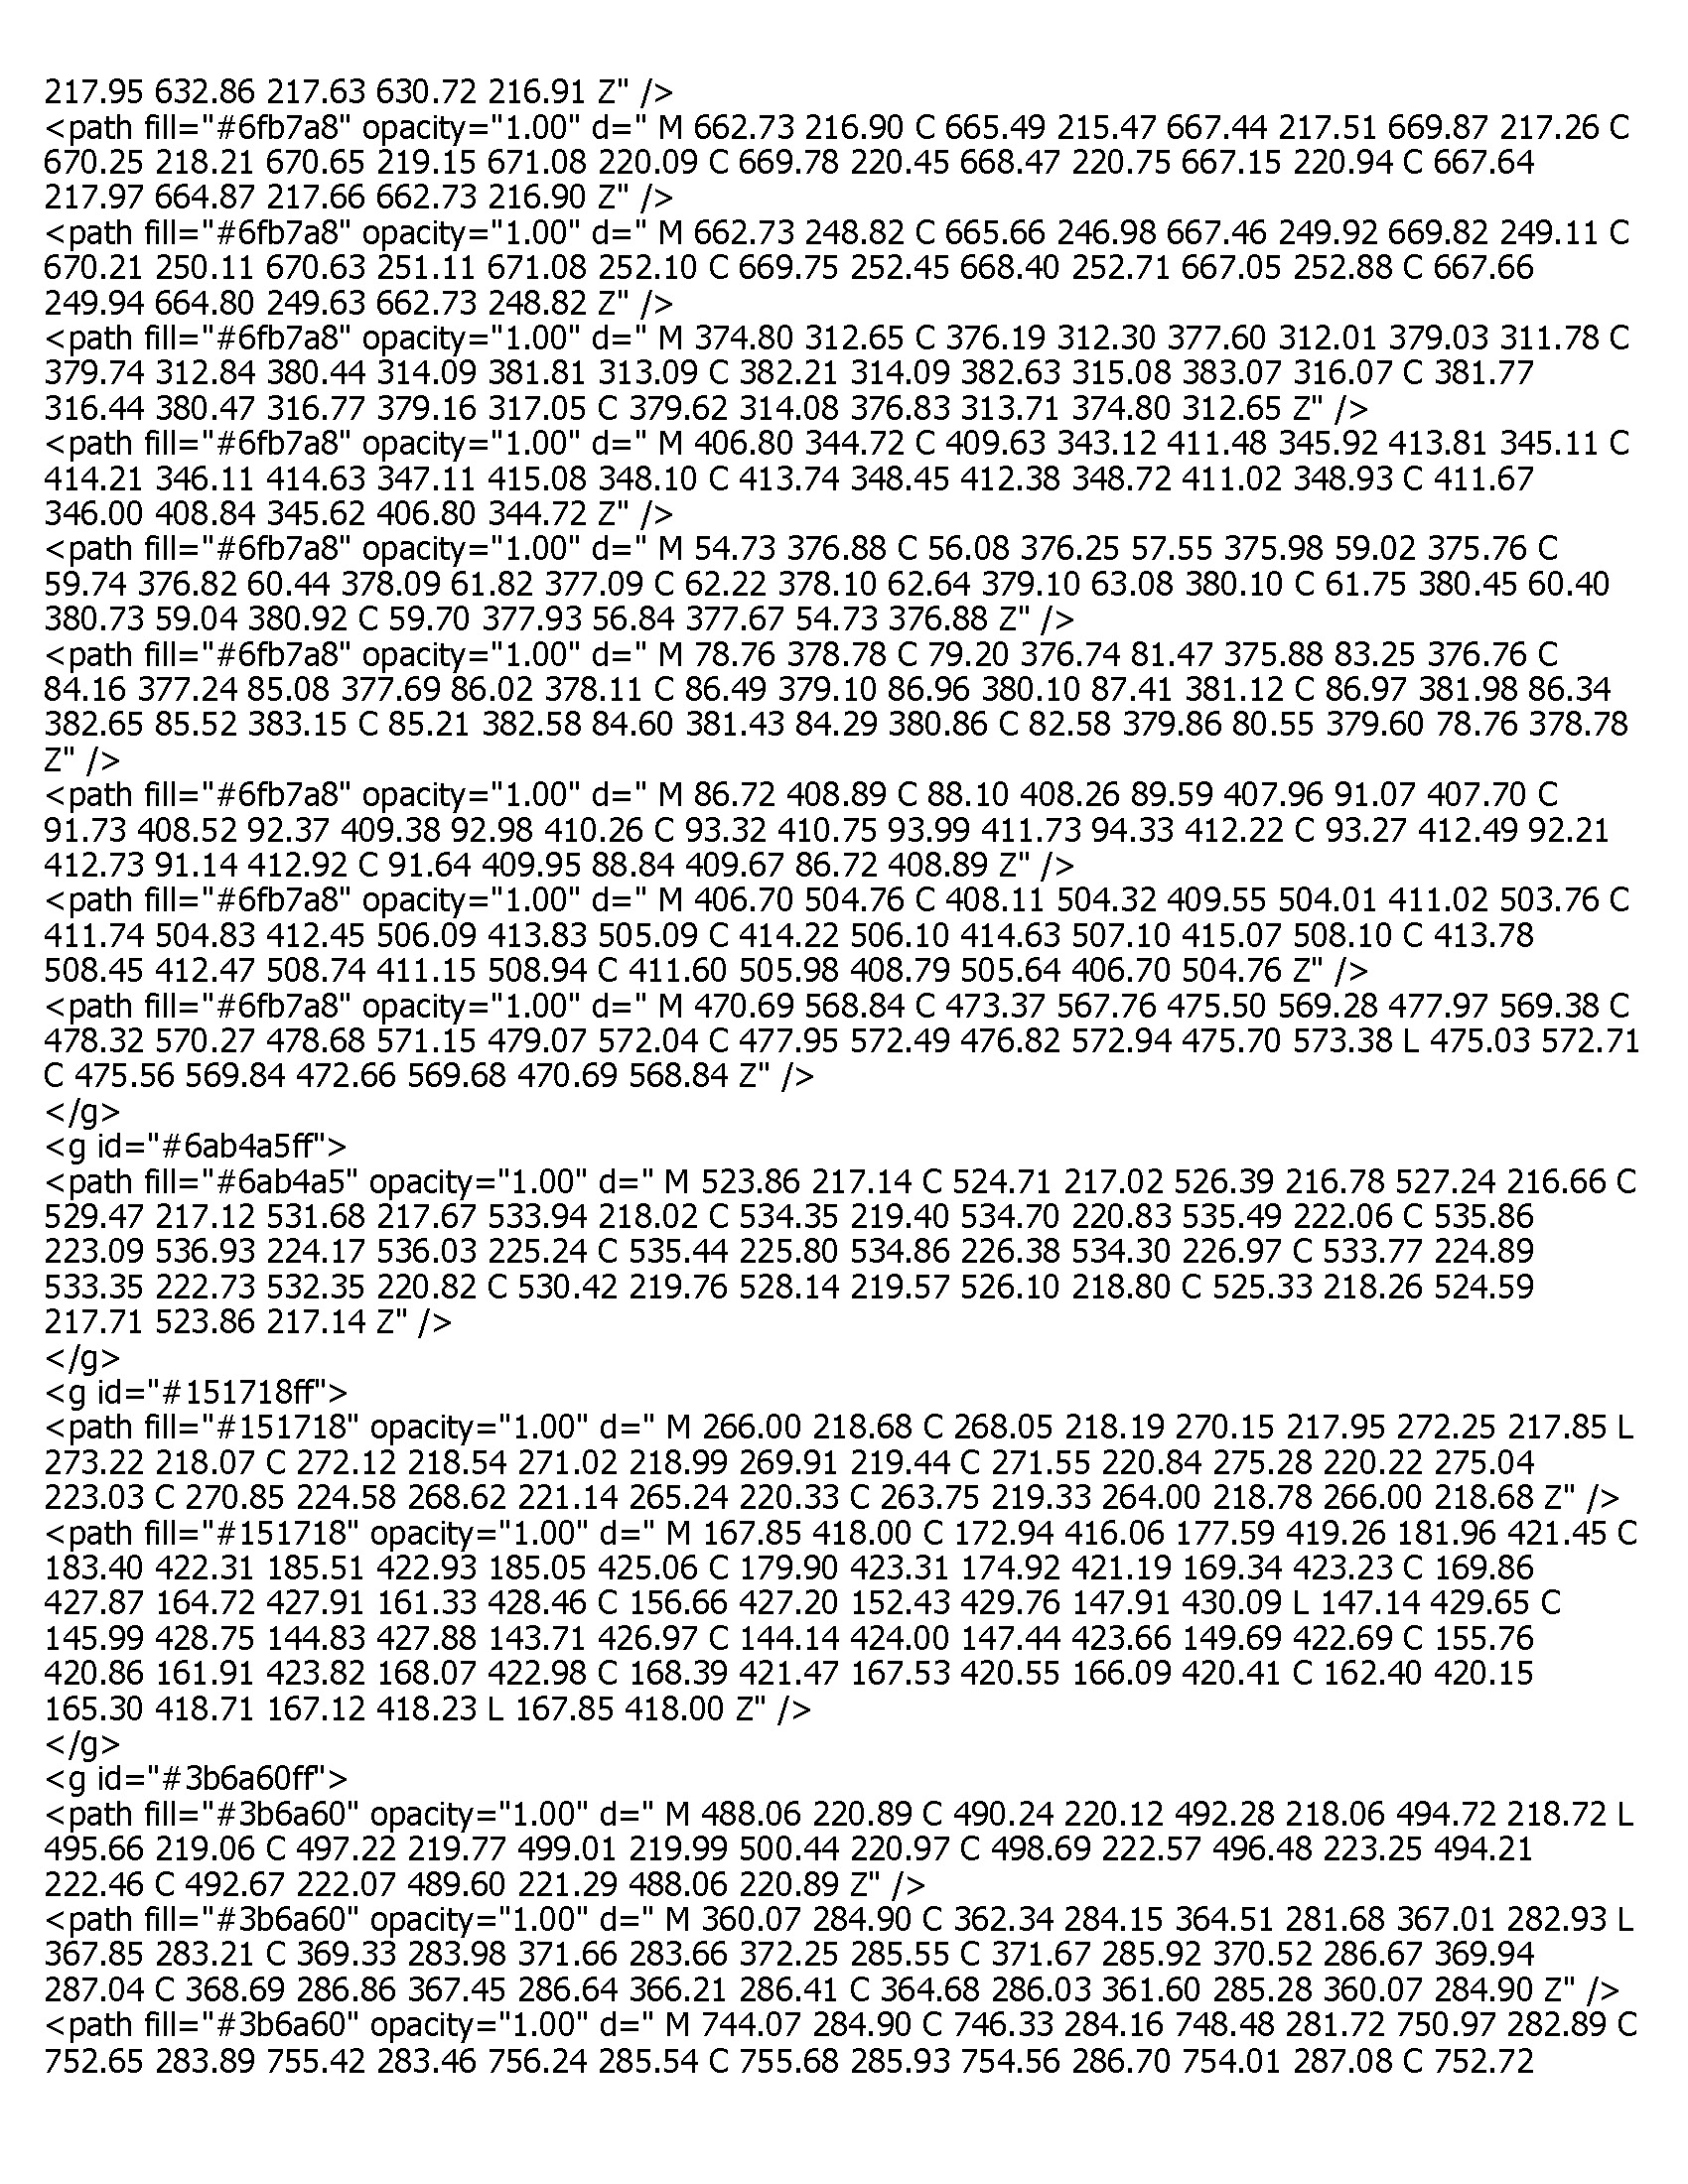 217.95 632.86 217.63 630.72 216.91 Z" />
<path fill="#6fb7a8" opacity="1.00" d=" M 662.73 216.90 C 665.49 215.47 667.44 217.51 669.87 217.26 C
670.25 218.21 670.65 219.15 671.08 220.09 C 669.78 220.45 668.47 220.75 667.15 220.94 C 667.64
217.97 664.87 217.66 662.73 216.90 Z" />
<path fill="#6fb7a8" opacity="1.00" d=" M 662.73 248.82 C 665.66 246.98 667.46 249.92 669.82 249.11 C
670.21 250.11 670.63 251.11 671.08 252.10 C 669.75 252.45 668.40 252.71 667.05 252.88 C 667.66
249.94 664.80 249.63 662.73 248.82 Z" />
<path fill="#6fb7a8" opacity="1.00" d=" M 374.80 312.65 C 376.19 312.30 377.60 312.01 379.03 311.78 C
379.74 312.84 380.44 314.09 381.81 313.09 C 382.21 314.09 382.63 315.08 383.07 316.07 C 381.77
316.44 380.47 316.77 379.16 317.05 C 379.62 314.08 376.83 313.71 374.80 312.65 Z" />
<path fill="#6fb7a8" opacity="1.00" d=" M 406.80 344.72 C 409.63 343.12 411.48 345.92 413.81 345.11 C
414.21 346.11 414.63 347.11 415.08 348.10 C 413.74 348.45 412.38 348.72 411.02 348.93 C 411.67
346.00 408.84 345.62 406.80 344.72 Z" />
<path fill="#6fb7a8" opacity="1.00" d=" M 54.73 376.88 C 56.08 376.25 57.55 375.98 59.02 375.76 C
59.74 376.82 60.44 378.09 61.82 377.09 C 62.22 378.10 62.64 379.10 63.08 380.10 C 61.75 380.45 60.40
380.73 59.04 380.92 C 59.70 377.93 56.84 377.67 54.73 376.88 Z" />
<path fill="#6fb7a8" opacity="1.00" d=" M 78.76 378.78 C 79.20 376.74 81.47 375.88 83.25 376.76 C
84.16 377.24 85.08 377.69 86.02 378.11 C 86.49 379.10 86.96 380.10 87.41 381.12 C 86.97 381.98 86.34
382.65 85.52 383.15 C 85.21 382.58 84.60 381.43 84.29 380.86 C 82.58 379.86 80.55 379.60 78.76 378.78
Z" />
<path fill="#6fb7a8" opacity="1.00" d=" M 86.72 408.89 C 88.10 408.26 89.59 407.96 91.07 407.70 C
91.73 408.52 92.37 409.38 92.98 410.26 C 93.32 410.75 93.99 411.73 94.33 412.22 C 93.27 412.49 92.21
412.73 91.14 412.92 C 91.64 409.95 88.84 409.67 86.72 408.89 Z" />
<path fill="#6fb7a8" opacity="1.00" d=" M 406.70 504.76 C 408.11 504.32 409.55 504.01 411.02 503.76 C
411.74 504.83 412.45 506.09 413.83 505.09 C 414.22 506.10 414.63 507.10 415.07 508.10 C 413.78
508.45 412.47 508.74 411.15 508.94 C 411.60 505.98 408.79 505.64 406.70 504.76 Z" />
<path fill="#6fb7a8" opacity="1.00" d=" M 470.69 568.84 C 473.37 567.76 475.50 569.28 477.97 569.38 C
478.32 570.27 478.68 571.15 479.07 572.04 C 477.95 572.49 476.82 572.94 475.70 573.38 L 475.03 572.71
C 475.56 569.84 472.66 569.68 470.69 568.84 Z" />
</g>
<g id="#6ab4a5ff">
<path fill="#6ab4a5" opacity="1.00" d=" M 523.86 217.14 C 524.71 217.02 526.39 216.78 527.24 216.66 C
529.47 217.12 531.68 217.67 533.94 218.02 C 534.35 219.40 534.70 220.83 535.49 222.06 C 535.86
223.09 536.93 224.17 536.03 225.24 C 535.44 225.80 534.86 226.38 534.30 226.97 C 533.77 224.89
533.35 222.73 532.35 220.82 C 530.42 219.76 528.14 219.57 526.10 218.80 C 525.33 218.26 524.59
217.71 523.86 217.14 Z" />
</g>
<g id="#151718ff">
<path fill="#151718" opacity="1.00" d=" M 266.00 218.68 C 268.05 218.19 270.15 217.95 272.25 217.85 L
273.22 218.07 C 272.12 218.54 271.02 218.99 269.91 219.44 C 271.55 220.84 275.28 220.22 275.04
223.03 C 270.85 224.58 268.62 221.14 265.24 220.33 C 263.75 219.33 264.00 218.78 266.00 218.68 Z" />
<path fill="#151718" opacity="1.00" d=" M 167.85 418.00 C 172.94 416.06 177.59 419.26 181.96 421.45 C
183.40 422.31 185.51 422.93 185.05 425.06 C 179.90 423.31 174.92 421.19 169.34 423.23 C 169.86
427.87 164.72 427.91 161.33 428.46 C 156.66 427.20 152.43 429.76 147.91 430.09 L 147.14 429.65 C
145.99 428.75 144.83 427.88 143.71 426.97 C 144.14 424.00 147.44 423.66 149.69 422.69 C 155.76
420.86 161.91 423.82 168.07 422.98 C 168.39 421.47 167.53 420.55 166.09 420.41 C 162.40 420.15
165.30 418.71 167.12 418.23 L 167.85 418.00 Z" />
</g>
<g id="#3b6a60ff">
<path fill="#3b6a60" opacity="1.00" d=" M 488.06 220.89 C 490.24 220.12 492.28 218.06 494.72 218.72 L
495.66 219.06 C 497.22 219.77 499.01 219.99 500.44 220.97 C 498.69 222.57 496.48 223.25 494.21
222.46 C 492.67 222.07 489.60 221.29 488.06 220.89 Z" />
<path fill="#3b6a60" opacity="1.00" d=" M 360.07 284.90 C 362.34 284.15 364.51 281.68 367.01 282.93 L
367.85 283.21 C 369.33 283.98 371.66 283.66 372.25 285.55 C 371.67 285.92 370.52 286.67 369.94
287.04 C 368.69 286.86 367.45 286.64 366.21 286.41 C 364.68 286.03 361.60 285.28 360.07 284.90 Z" />
<path fill="#3b6a60" opacity="1.00" d=" M 744.07 284.90 C 746.33 284.16 748.48 281.72 750.97 282.89 C
752.65 283.89 755.42 283.46 756.24 285.54 C 755.68 285.93 754.56 286.70 754.01 287.08 C 752.72